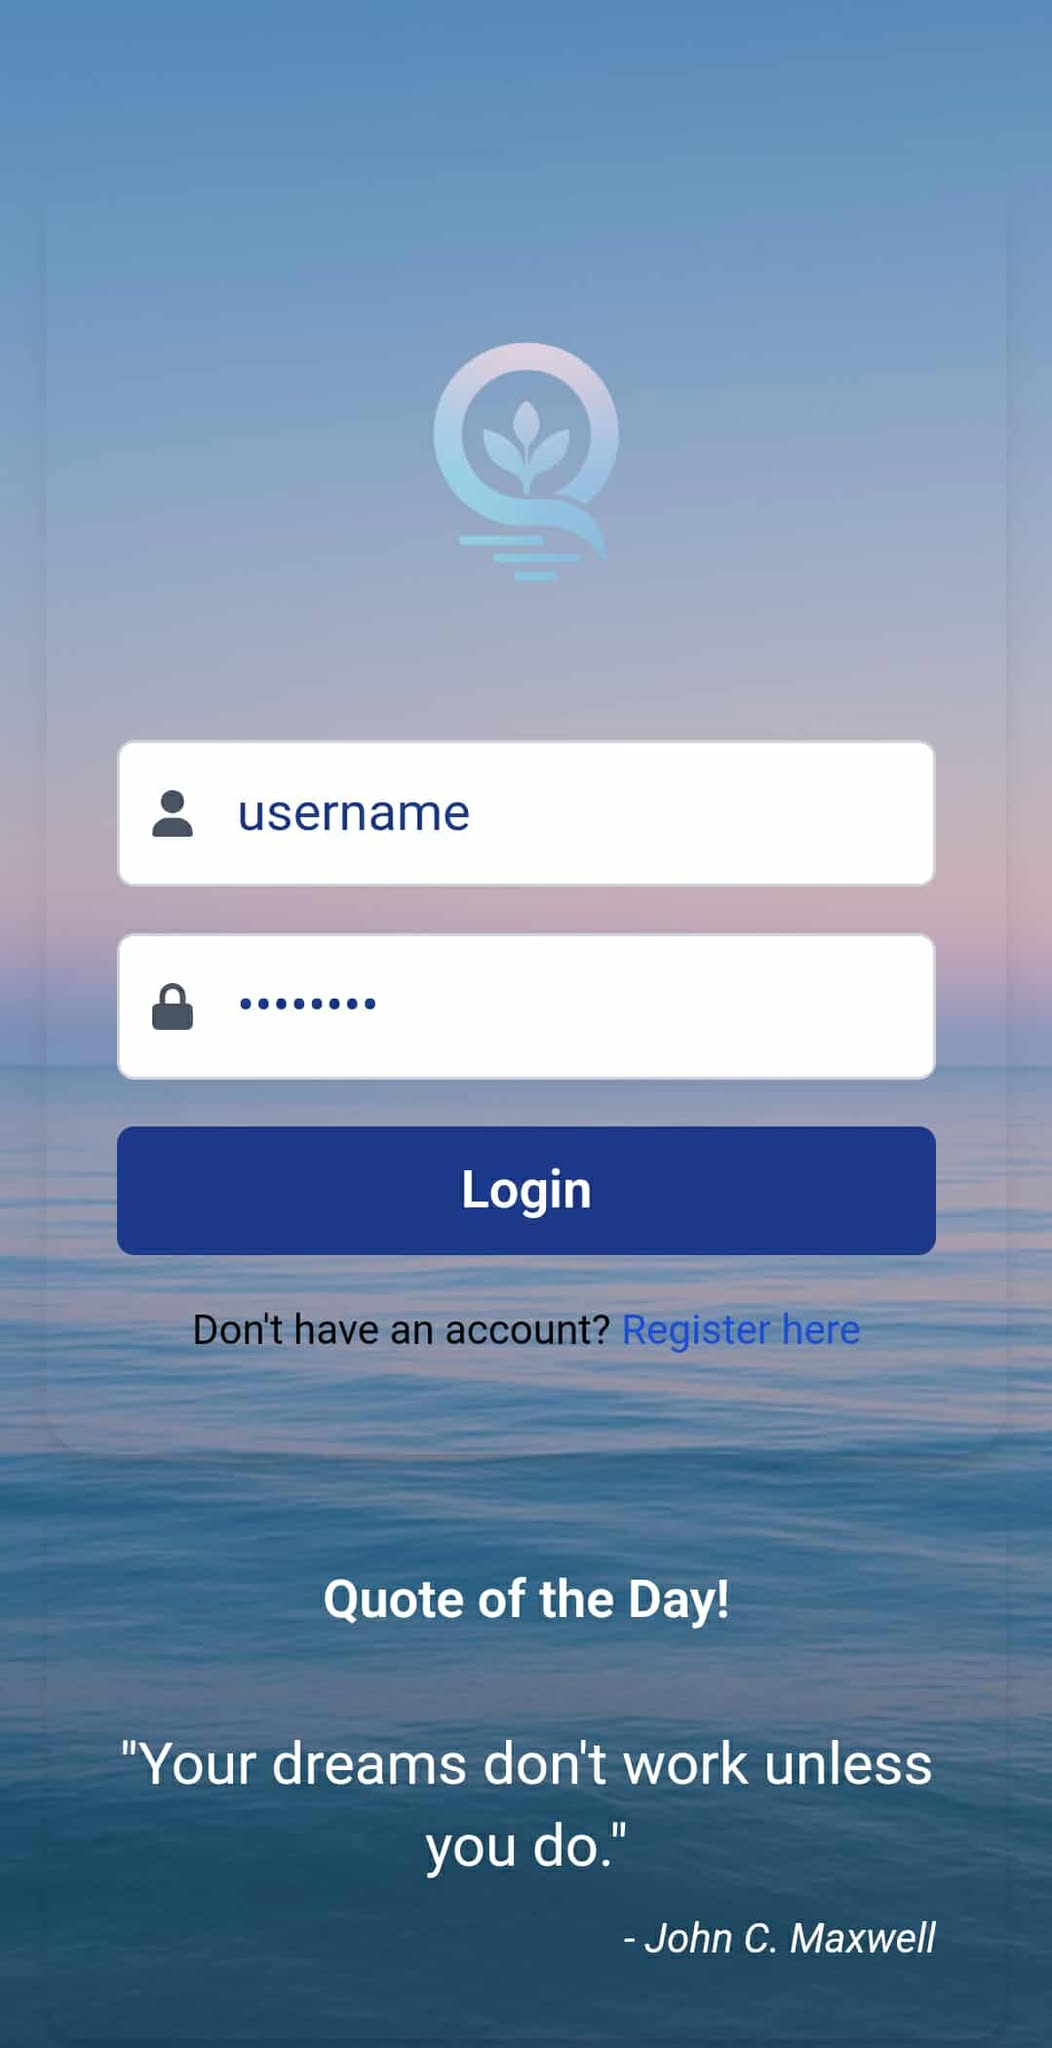 username
••••••••
Login
Don't have an account? Register here
Quote of the Day!
"Your dreams don't work unless
you do."
- John C. Maxwell